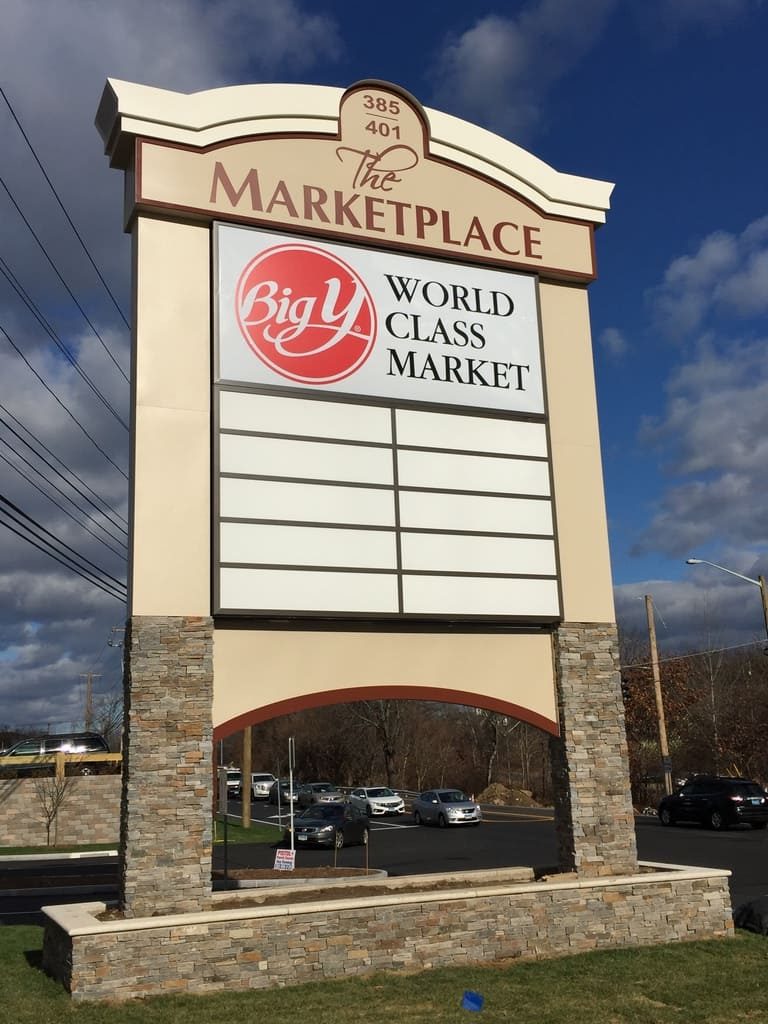 385
401
The
MARKETPLACE
Big Y®
WORLD
CLASS
MARKET